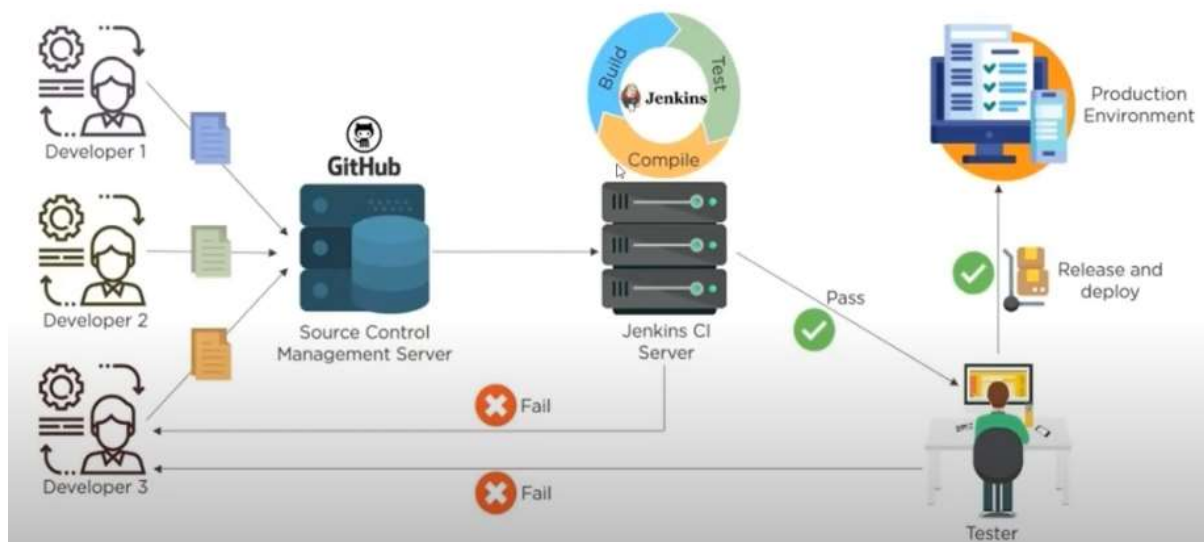 Developer 1
Developer 2
Developer 3
GitHub
Source Control
Management Server
Build
Test
Compile
Jenkins
Jenkins CI
Server
Pass
Fail
Fail
Tester
Release and
deploy
Production
Environment